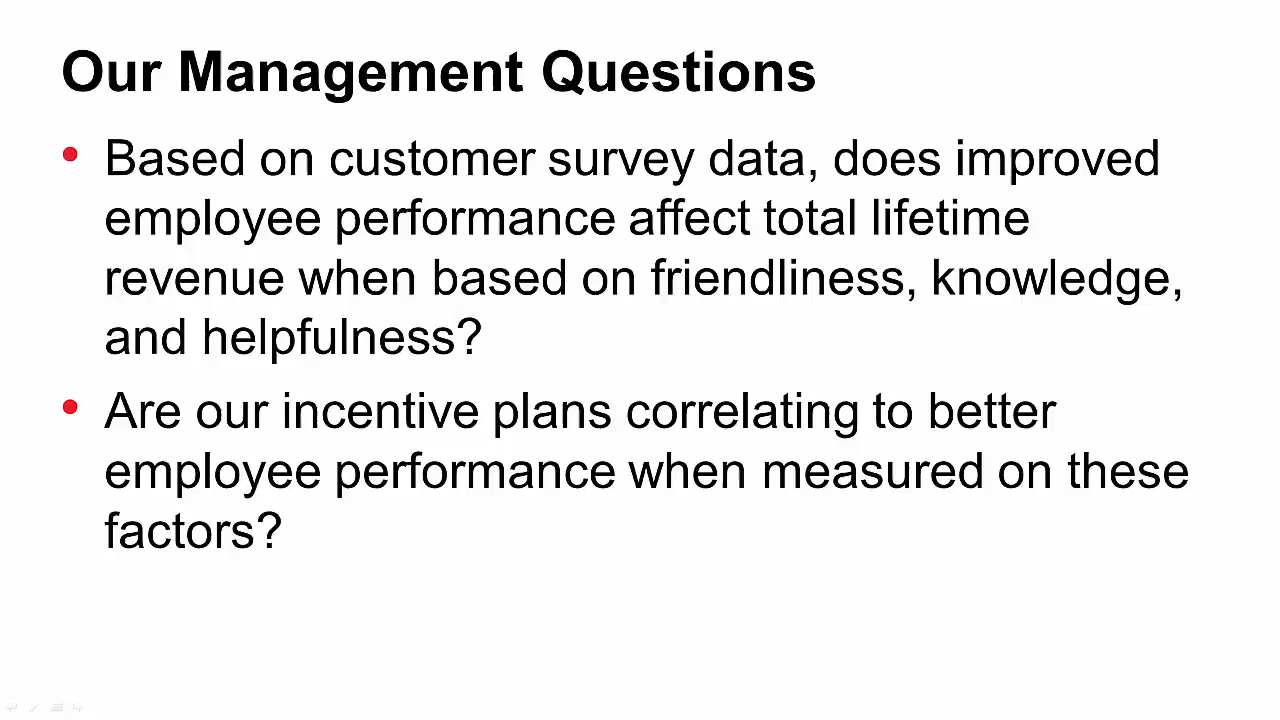 Our Management Questions
• Based on customer survey data, does improved
employee performance affect total lifetime
revenue when based on friendliness, knowledge,
and helpfulness?
• Are our incentive plans correlating to better
employee performance when measured on these
factors?